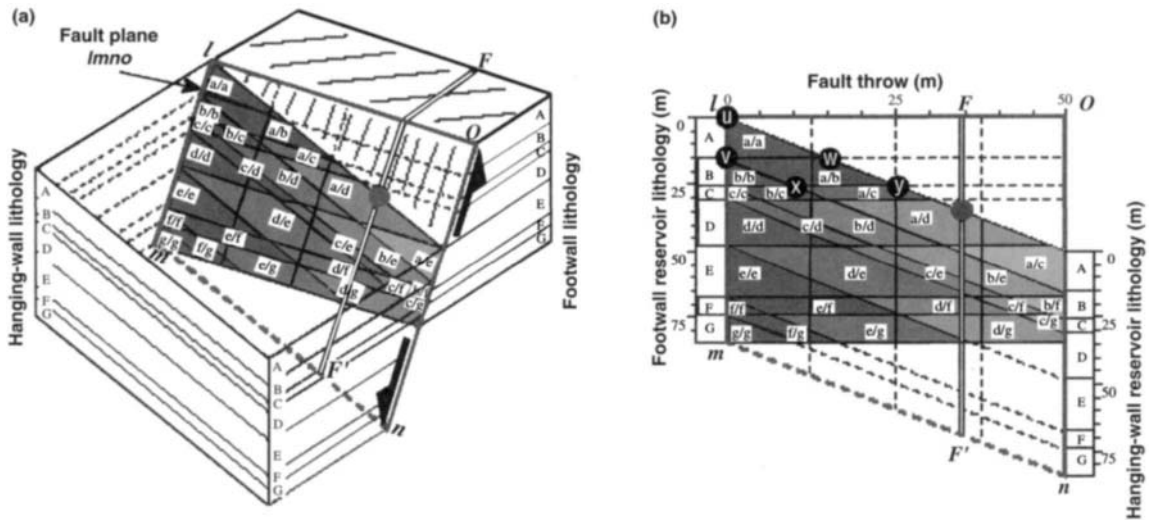 (a)
Fault plane
lmno
l
F
O
a/a
b/b
c/c
b/c
a/b
a/c
d/d
c/d
b/d
a/d
e/e
d/e
c/e
b/e
a/e
f/f
e/f
d/f
c/f
g/g
f/g
e/g
d/g
m
F'
n
A
B
C
D
E
F
G
A
B
C
D
E
F
G
A
B
C
D
E
F
G
Hanging-wall lithology
Footwall lithology
(b)
Fault throw (m)
l
0
25
F
50
O
Footwall reservoir lithology (m)
0
25
50
75
A
B
C
D
E
F
G
U
V
W
X
y
a/a
b/b
a/b
c/c
b/c
a/c
d/d
c/d
b/d
a/d
a/c
e/e
d/e
c/e
b/e
f/f
e/f
d/f
c/f
b/f
g/g
f/g
e/g
d/g
c/g
m
F'
n
A
B
C
D
E
F
G
0
25
50
75
Hanging-wall reservoir lithology (m)